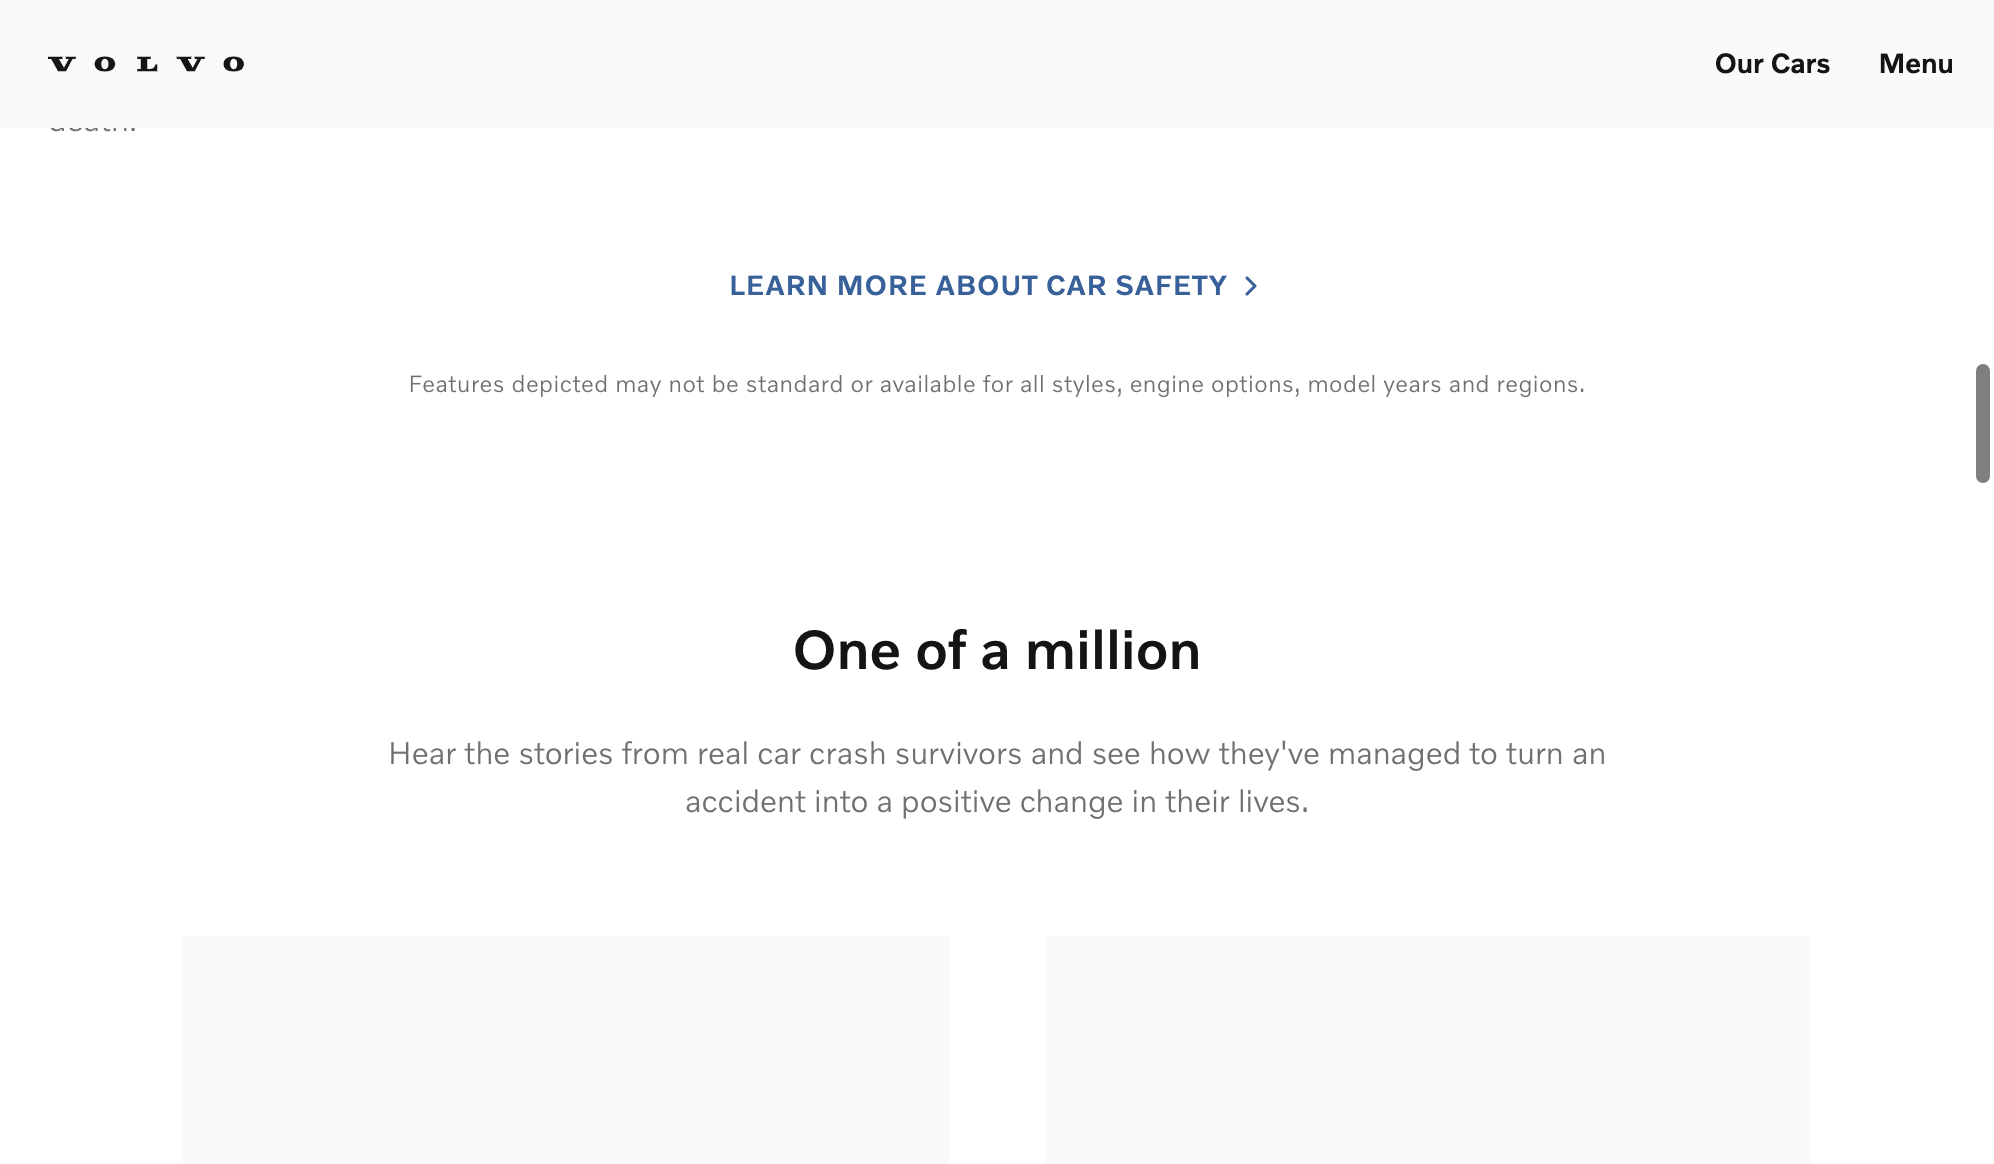 VOLVO
Our Cars
Menu
death.
LEARN MORE ABOUT CAR SAFETY
Features depicted may not be standard or available for all styles, engine options, model years and regions.
One of a million
Hear the stories from real car crash survivors and see how they've managed to turn an
accident into a positive change in their lives.